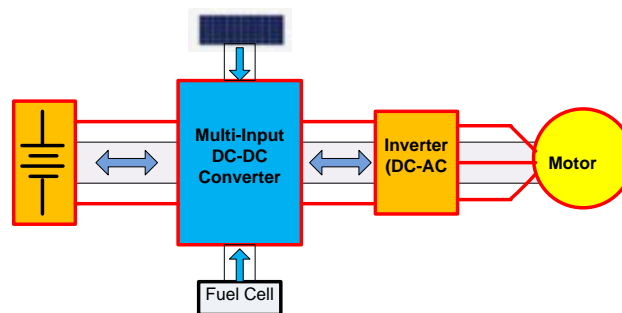 Multi-Input
DC-DC
Converter
Inverter
(DC-AC
Motor
Fuel Cell